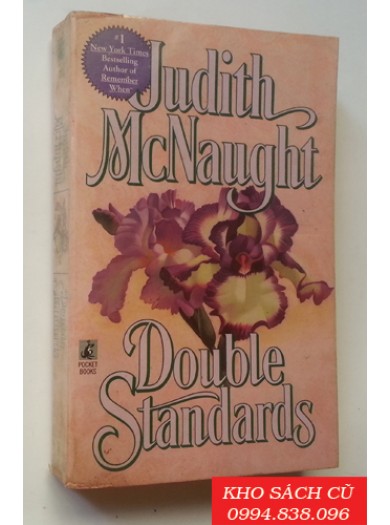 #1
New York Times
Bestselling
Author of
Remember
When
Judith
McNaught
Double
Standards
POCKET
BOOKS
KHO SÁCH CŨ
0994.838.096